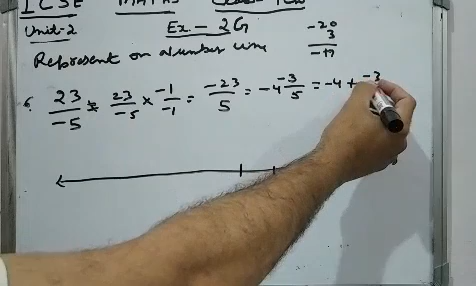 ICSE MATHS
Unit-2 Ex. - 2G
Represent on a Number line
-20
3
-17
6. 23/-5 = 23/-5 × -1/-1 = -23/5 = -4 -3/5 = -4 + -3